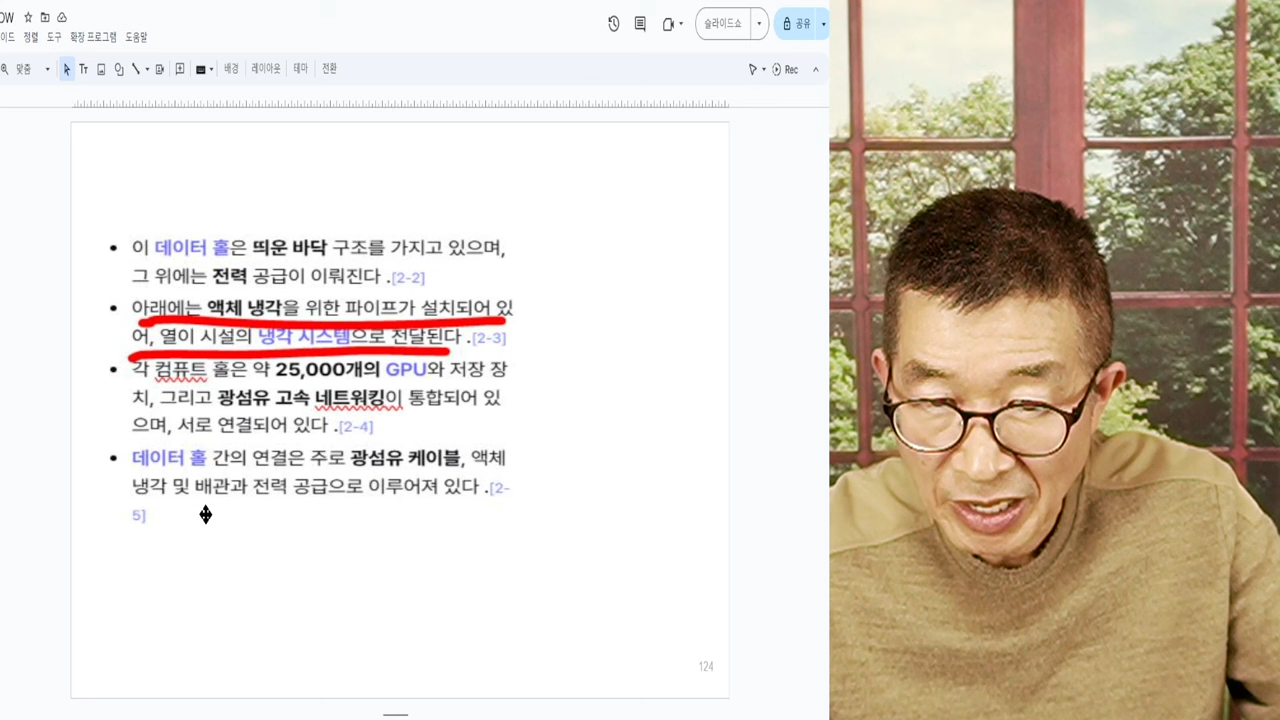 OW
슬라이드쇼
공유
이드 정렬 도구 확장 프로그램 도움말
맞춤
Tr
배경 레이아웃 테마 전환
Rec
• 이 데이터 홀은 띄운 바닥 구조를 가지고 있으며,
그 위에는 전력 공급이 이뤄진다 .[2-2]
• 아래에는 액체 냉각을 위한 파이프가 설치되어 있
어, 열이 시설의 냉각 시스템으로 전달된다 .[2-3]
• 각 컴퓨트 홀은 약 25,000개의 GPU와 저장 장
치, 그리고 광섬유 고속 네트워킹이 통합되어 있
으며, 서로 연결되어 있다 .[2-4]
• 데이터 홀 간의 연결은 주로 광섬유 케이블, 액체
냉각 및 배관과 전력 공급으로 이루어져 있다 .[2-
5]
124